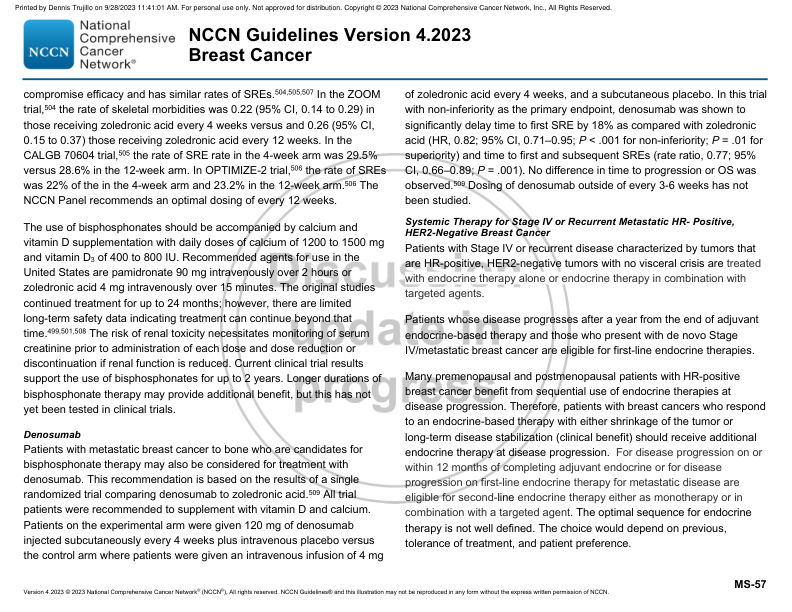 Printed by Dennis Trujillo on 9/28/2023 11:41:01 AM. For personal use only. Not approved for distribution. Copyright © 2023 National Comprehensive Cancer Network, Inc., All Rights Reserved.
NCCN
National
Comprehensive
Cancer
Network®
NCCN Guidelines Version 4.2023
Breast Cancer
compromise efficacy and has similar rates of SREs.504,505,507 In the ZOOM
trial,504 the rate of skeletal morbidities was 0.22 (95% CI, 0.14 to 0.29) in
those receiving zoledronic acid every 4 weeks versus and 0.26 (95% CI,
0.15 to 0.37) those receiving zoledronic acid every 12 weeks. In the
CALGB 70604 trial,505 the rate of SRE rate in the 4-week arm was 29.5%
versus 28.6% in the 12-week arm. In OPTIMIZE-2 trial,506 the rate of SREs
was 22% of the in the 4-week arm and 23.2% in the 12-week arm.506 The
NCCN Panel recommends an optimal dosing of every 12 weeks.
The use of bisphosphonates should be accompanied by calcium and
vitamin D supplementation with daily doses of calcium of 1200 to 1500 mg
and vitamin D3 of 400 to 800 IU. Recommended agents for use in the
United States are pamidronate 90 mg intravenously over 2 hours or
zoledronic acid 4 mg intravenously over 15 minutes. The original studies
continued treatment for up to 24 months; however, there are limited
long-term safety data indicating treatment can continue beyond that
time.499,501,508 The risk of renal toxicity necessitates monitoring of serum
creatinine prior to administration of each dose and dose reduction or
discontinuation if renal function is reduced. Current clinical trial results
support the use of bisphosphonates for up to 2 years. Longer durations of
bisphosphonate therapy may provide additional benefit, but this has not
yet been tested in clinical trials.
Denosumab
Patients with metastatic breast cancer to bone who are candidates for
bisphosphonate therapy may also be considered for treatment with
denosumab. This recommendation is based on the results of a single
randomized trial comparing denosumab to zoledronic acid.509 All trial
patients were recommended to supplement with vitamin D and calcium.
Patients on the experimental arm were given 120 mg of denosumab
injected subcutaneously every 4 weeks plus intravenous placebo versus
the control arm where patients were given an intravenous infusion of 4 mg
of zoledronic acid every 4 weeks, and a subcutaneous placebo. In this trial
with non-inferiority as the primary endpoint, denosumab was shown to
significantly delay time to first SRE by 18% as compared with zoledronic
acid (HR, 0.82; 95% CI, 0.71–0.95; P < .001 for non-inferiority; P = .01 for
superiority) and time to first and subsequent SREs (rate ratio, 0.77; 95%
CI, 0.66–0.89; P = .001). No difference in time to progression or OS was
observed.509 Dosing of denosumab outside of every 3-6 weeks has not
been studied.
Systemic Therapy for Stage IV or Recurrent Metastatic HR- Positive,
HER2-Negative Breast Cancer
Patients with Stage IV or recurrent disease characterized by tumors that
are HR-positive, HER2-negative tumors with no visceral crisis are treated
with endocrine therapy alone or endocrine therapy in combination with
targeted agents.
Patients whose disease progresses after a year from the end of adjuvant
endocrine-based therapy and those who present with de novo Stage
IV/metastatic breast cancer are eligible for first-line endocrine therapies.
Many premenopausal and postmenopausal patients with HR-positive
breast cancer benefit from sequential use of endocrine therapies at
disease progression. Therefore, patients with breast cancers who respond
to an endocrine-based therapy with either shrinkage of the tumor or
long-term disease stabilization (clinical benefit) should receive additional
endocrine therapy at disease progression. For disease progression on or
within 12 months of completing adjuvant endocrine or for disease
progression on first-line endocrine therapy for metastatic disease are
eligible for second-line endocrine therapy either as monotherapy or in
combination with a targeted agent. The optimal sequence for endocrine
therapy is not well defined. The choice would depend on previous,
tolerance of treatment, and patient preference.
Discussion
update in
progress
MS-57
Version 4.2023 © 2023 National Comprehensive Cancer Network® (NCCN®), All rights reserved. NCCN Guidelines® and this illustration may not be reproduced in any form without the express written permission of NCCN.